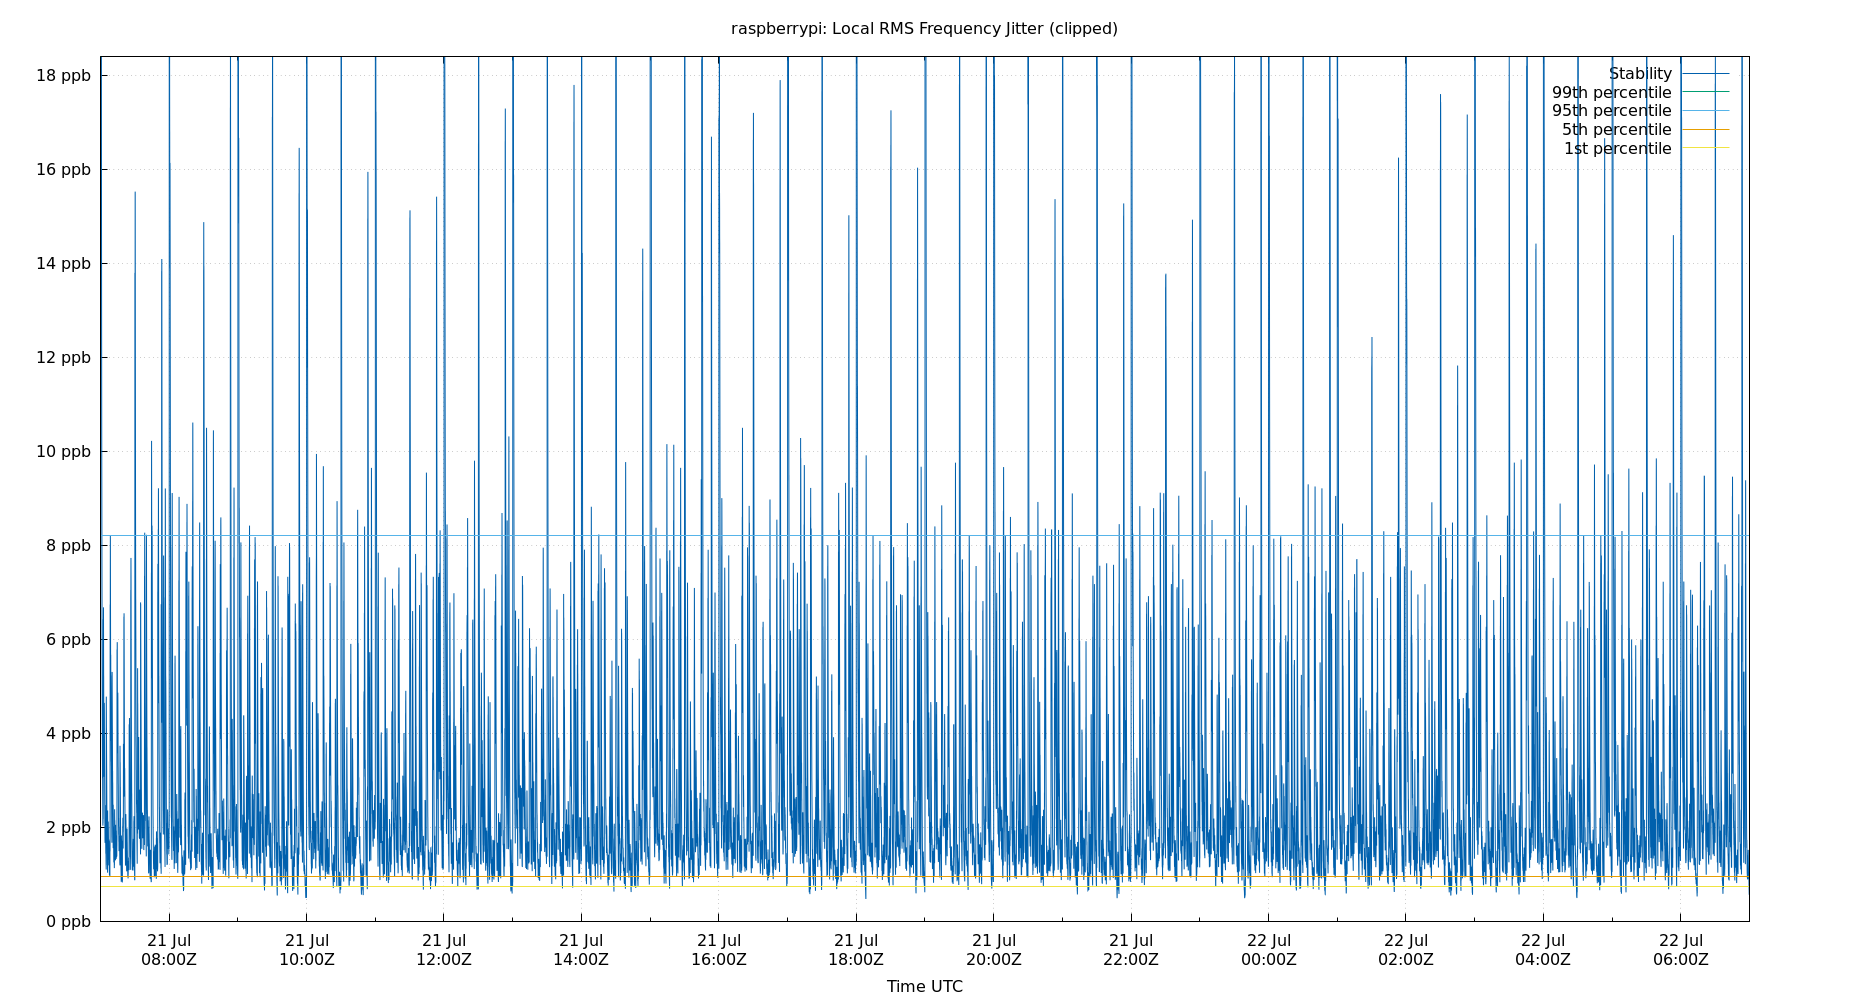 raspberrypi: Local RMS Frequency Jitter (clipped)
18 ppb
16 ppb
14 ppb
12 ppb
10 ppb
8 ppb
6 ppb
4 ppb
2 ppb
0 ppb
Stability
99th percentile
95th percentile
5th percentile
1st percentile
21 Jul 21 Jul 21 Jul 21 Jul 21 Jul 21 Jul 21 Jul 21 Jul 22 Jul 22 Jul 22 Jul 22 Jul
08:00Z 10:00Z 12:00Z 14:00Z 16:00Z 18:00Z 20:00Z 22:00Z 00:00Z 02:00Z 04:00Z 06:00Z
Time UTC